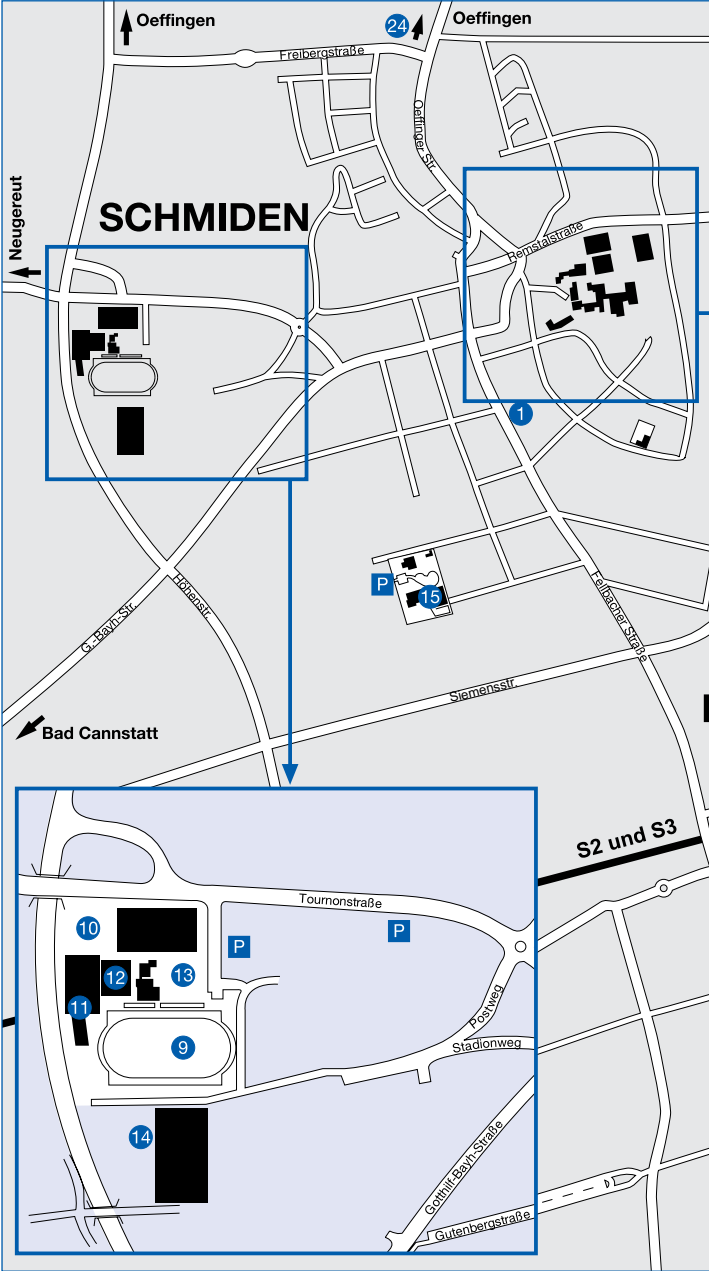 Oeffingen
24
Oeffingen
Freibergstraße
Oeffinger Str.
Neugereut
SCHMIDEN
Remstalstraße
1
P
15
Höhenstr.
G.-Bayh-Str.
Fellbacher Straße
Siemensstr.
Bad Cannstatt
S2 und S3
Tournonstraße
10
P
P
12
13
11
9
Postweg
Stadionweg
14
Gotthilf-Bayh-Straße
Gutenbergstraße